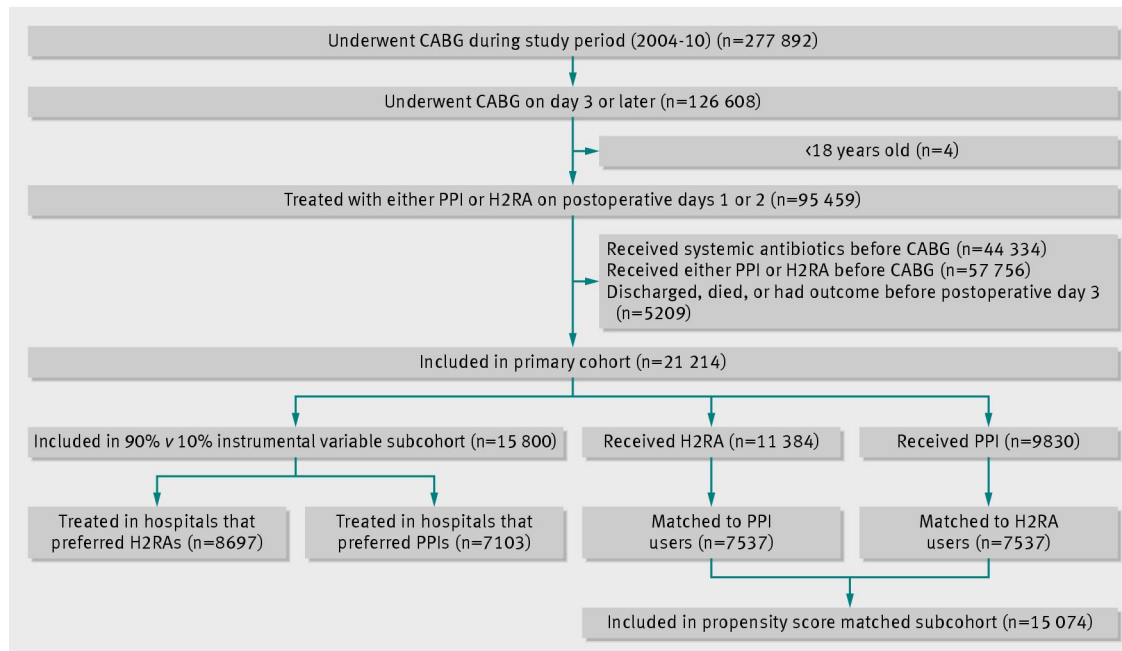 Underwent CABG during study period (2004-10) (n=277 892)
Underwent CABG on day 3 or later (n=126 608)
<18 years old (n=4)
Treated with either PPI or H2RA on postoperative days 1 or 2 (n=95 459)
Received systemic antibiotics before CABG (n=44 334)
Received either PPI or H2RA before CABG (n=57 756)
Discharged, died, or had outcome before postoperative day 3
(n=5209)
Included in primary cohort (n=21 214)
Included in 90% v 10% instrumental variable subcohort (n=15 800)
Received H2RA (n=11 384)
Received PPI (n=9830)
Treated in hospitals that
preferred H2RAs (n=8697)
Treated in hospitals that
preferred PPIs (n=7103)
Matched to PPI
users (n=7537)
Matched to H2RA
users (n=7537)
Included in propensity score matched subcohort (n=15 074)